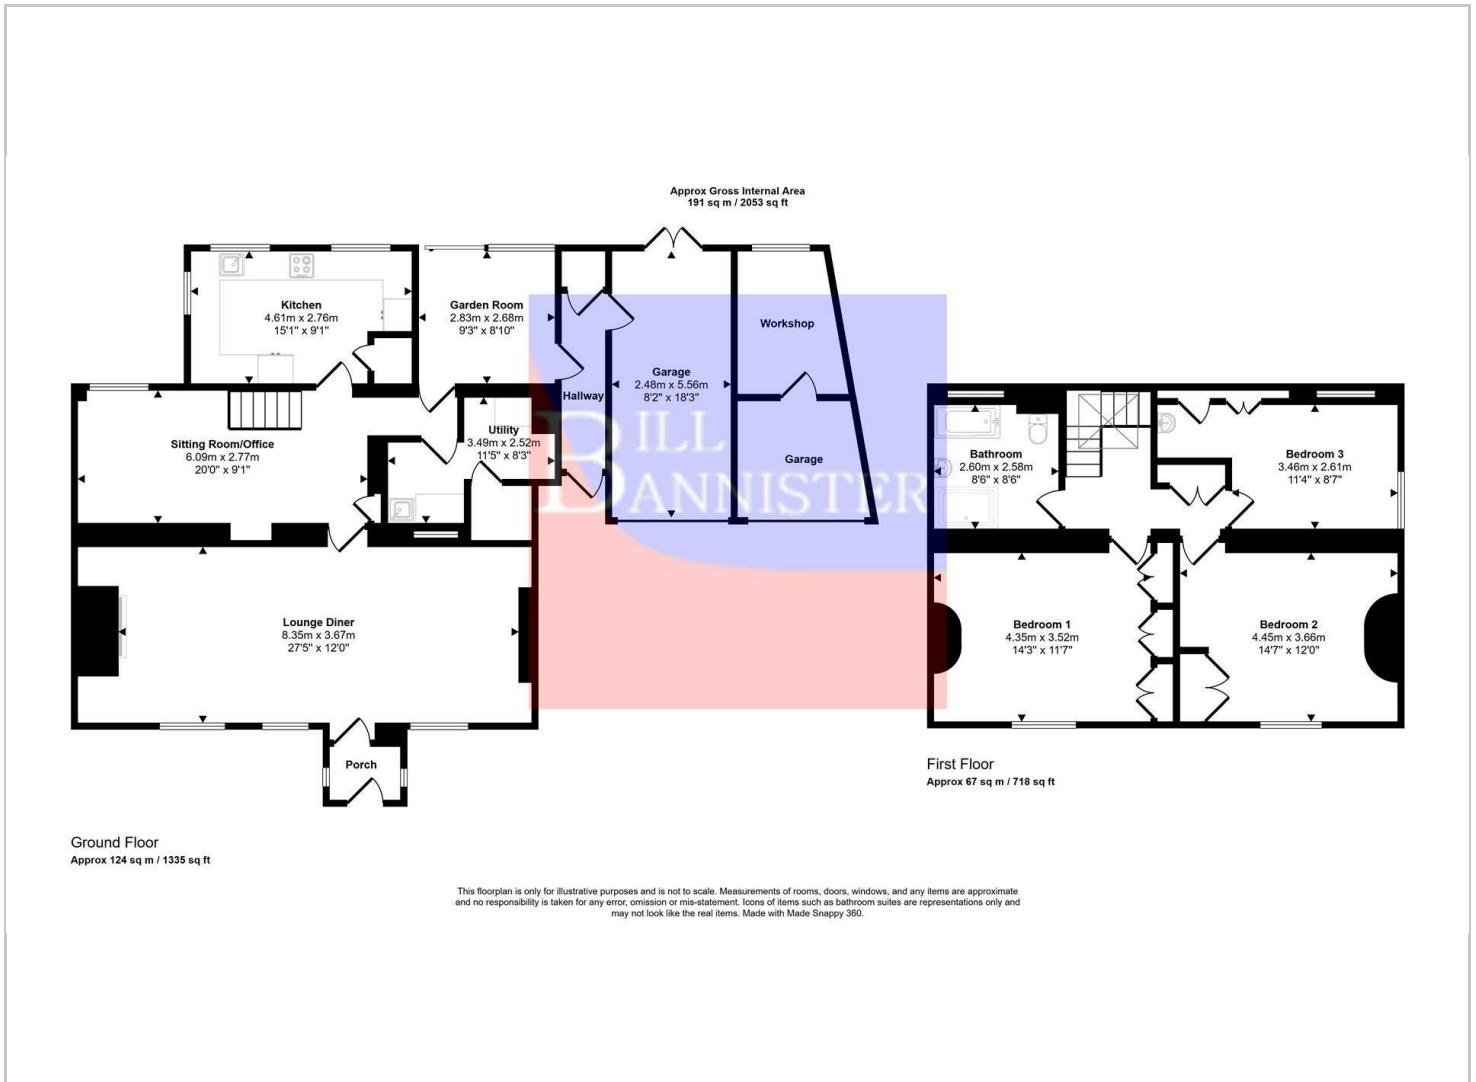 Approx Gross Internal Area
191 sq m / 2053 sq ft
Kitchen
4.61m x 2.76m
15'1" x 9'1"
Garden Room
2.83m x 2.68m
9'3" x 8'10"
Workshop
Garage
2.48m x 5.56m
8'2" x 18'3"
Hallway
Utility
3.49m x 2.52m
11'5" x 8'3"
Sitting Room/Office
6.09m x 2.77m
20'0" x 9'1"
Garage
BILL
BANNISTER
Bathroom
2.60m x 2.58m
8'6" x 8'6"
Bedroom 3
3.46m x 2.61m
11'4" x 8'7"
Lounge Diner
8.35m x 3.67m
27'5" x 12'0"
Bedroom 1
4.35m x 3.52m
14'3" x 11'7"
Bedroom 2
4.45m x 3.66m
14'7" x 12'0"
Porch
First Floor
Approx 67 sq m / 718 sq ft
Ground Floor
Approx 124 sq m / 1335 sq ft
This floorplan is only for illustrative purposes and is not to scale. Measurements of rooms, doors, windows, and any items are approximate
and no responsibility is taken for any error, omission or mis-statement. Icons of items such as bathroom suites are representations only and
may not look like the real items. Made with Made Snappy 360.